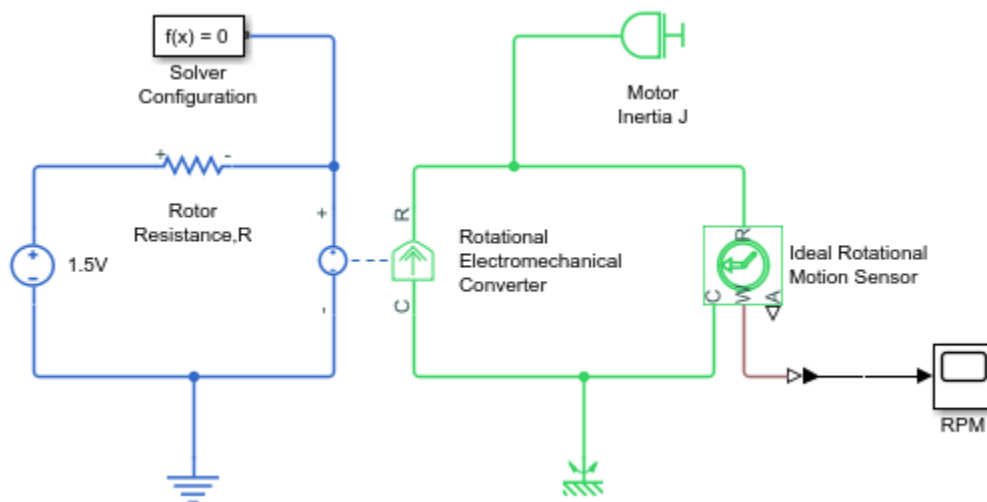 f(x) = 0
Solver
Configuration
Motor
Inertia J
+
-
Rotor
Resistance,R
+
R
Rotational
Electromechanical
Converter
R
Ideal Rotational
Motion Sensor
1.5V
C
C
W
A
-
RPM